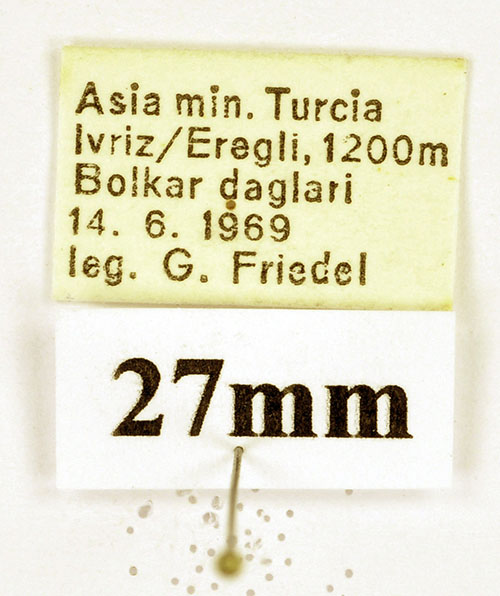 Asia min. Turcia
Ivriz/Eregli, 1200m
Bolkar daglari
14. 6. 1969
leg. G. Friedel
27mm